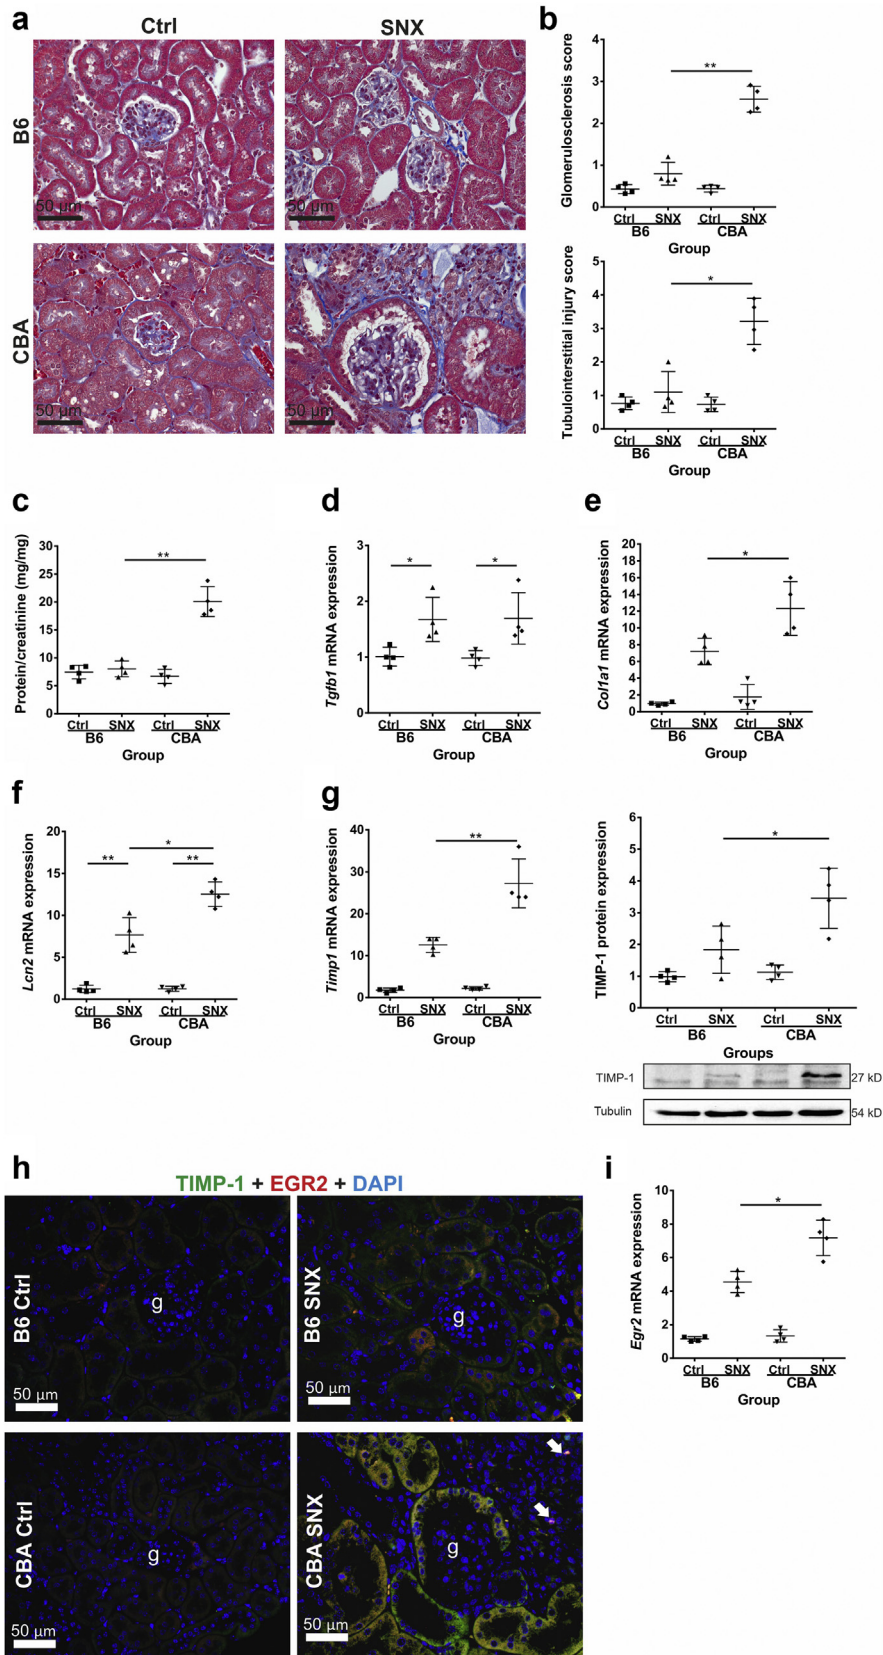 a
Ctrl
SNX
B6
50 µm
50 µm
CBA
50 µm
50 µm
b
Glomerulosclerosis score
4
3
2
1
0
Ctrl SNX Ctrl SNX
B6 CBA
Group
**
Tubulointerstitial injury score
5
4
3
2
1
0
Ctrl SNX Ctrl SNX
B6 CBA
Group
*
c
Protein/creatinine (mg/mg)
30
25
20
15
10
5
0
Ctrl SNX Ctrl SNX
B6 CBA
Group
**
d
Tgfb1 mRNA expression
3
2
1
0
Ctrl SNX Ctrl SNX
B6 CBA
Group
* *
e
Col1a1 mRNA expression
20
18
16
14
12
10
8
6
4
2
0
Ctrl SNX Ctrl SNX
B6 CBA
Group
*
f
Lcn2 mRNA expression
20
15
10
5
0
Ctrl SNX Ctrl SNX
B6 CBA
Group
*
** **
g
Timp1 mRNA expression
40
30
20
10
0
Ctrl SNX Ctrl SNX
B6 CBA
Group
**
TIMP-1 protein expression
6
5
4
3
2
1
0
Ctrl SNX Ctrl SNX
B6 CBA
Groups
*
TIMP-1 27 kD
Tubulin 54 kD
h
TIMP-1 + EGR2 + DAPI
B6 Ctrl
g
50 µm
B6 SNX
g
50 µm
CBA Ctrl
g
50 µm
CBA SNX
g
50 µm
i
Egr2 mRNA expression
10
8
6
4
2
0
Ctrl SNX Ctrl SNX
B6 CBA
Group
*